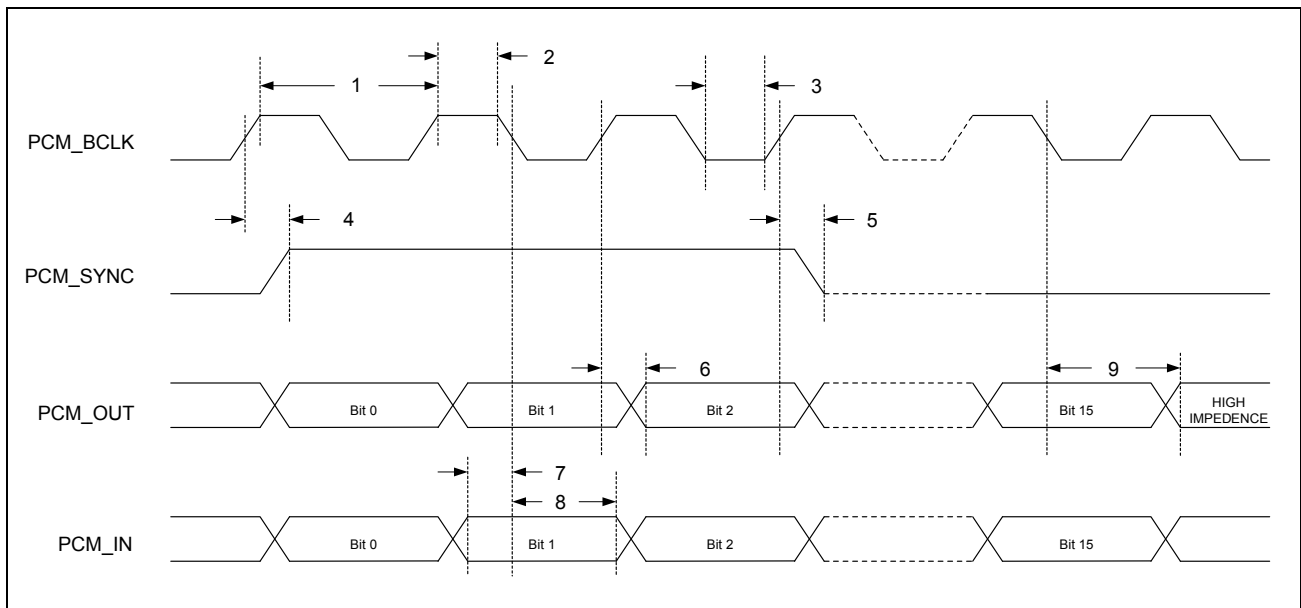 2
1
3
PCM_BCLK
4
5
PCM_SYNC
6
9
PCM_OUT
Bit 0
Bit 1
Bit 2
Bit 15
HIGH
IMPEDENCE
7
8
PCM_IN
Bit 0
Bit 1
Bit 2
Bit 15